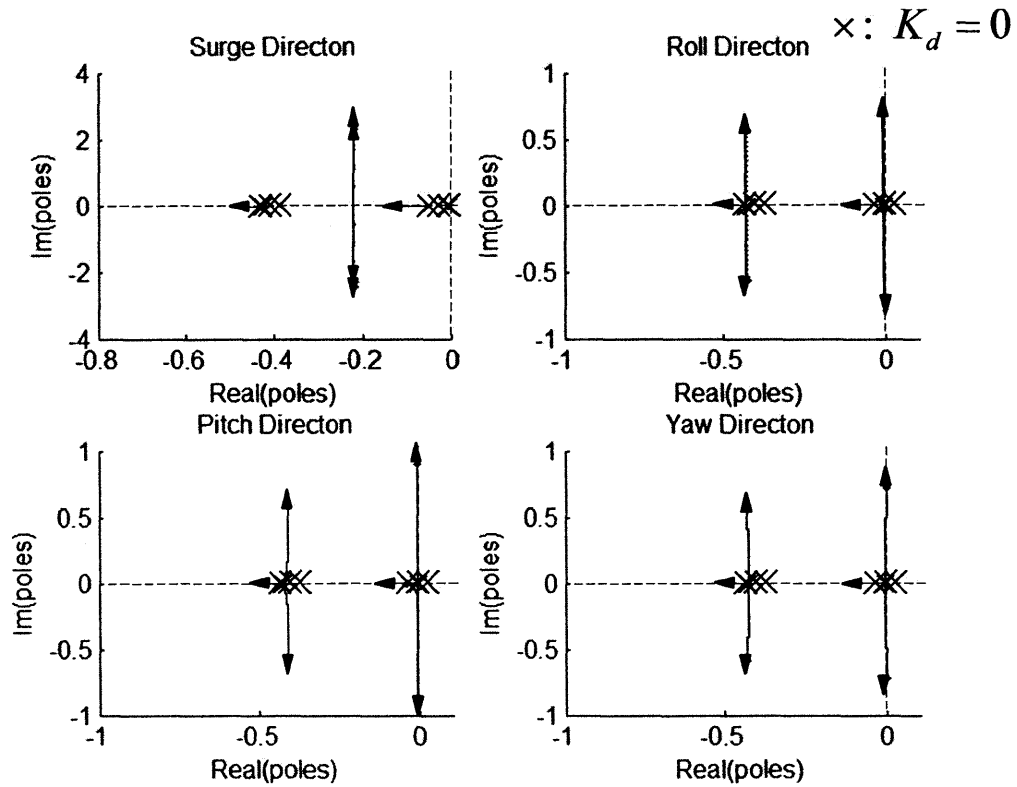 ×: K_d = 0
Surge Directon
Roll Directon
4
2
0
-2
-4
-0.8
-0.6
-0.4
-0.2
0
Im(poles)
Real(poles)
1
0.5
0
-0.5
-1
-1
-0.5
0
Im(poles)
Real(poles)
Pitch Directon
Yaw Directon
1
0.5
0
-0.5
-1
-1
-0.5
0
Im(poles)
Real(poles)
1
0.5
0
-0.5
-1
-1
-0.5
0
Im(poles)
Real(poles)